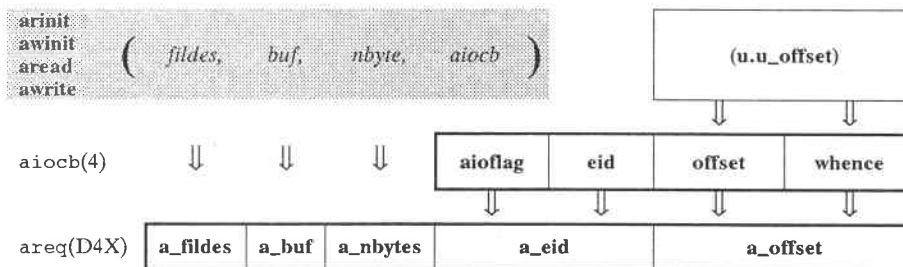 arinit
awinit
aread
awrite
( fildes, buf, nbyte, aiocb )
(u.u_offset)
⇓ ⇓
aiocb(4) ⇓ ⇓ ⇓ aioflag eid offset whence
⇓ ⇓ ⇓ ⇓
areq(D4X) a_fildes a_buf a_nbytes a_eid a_offset